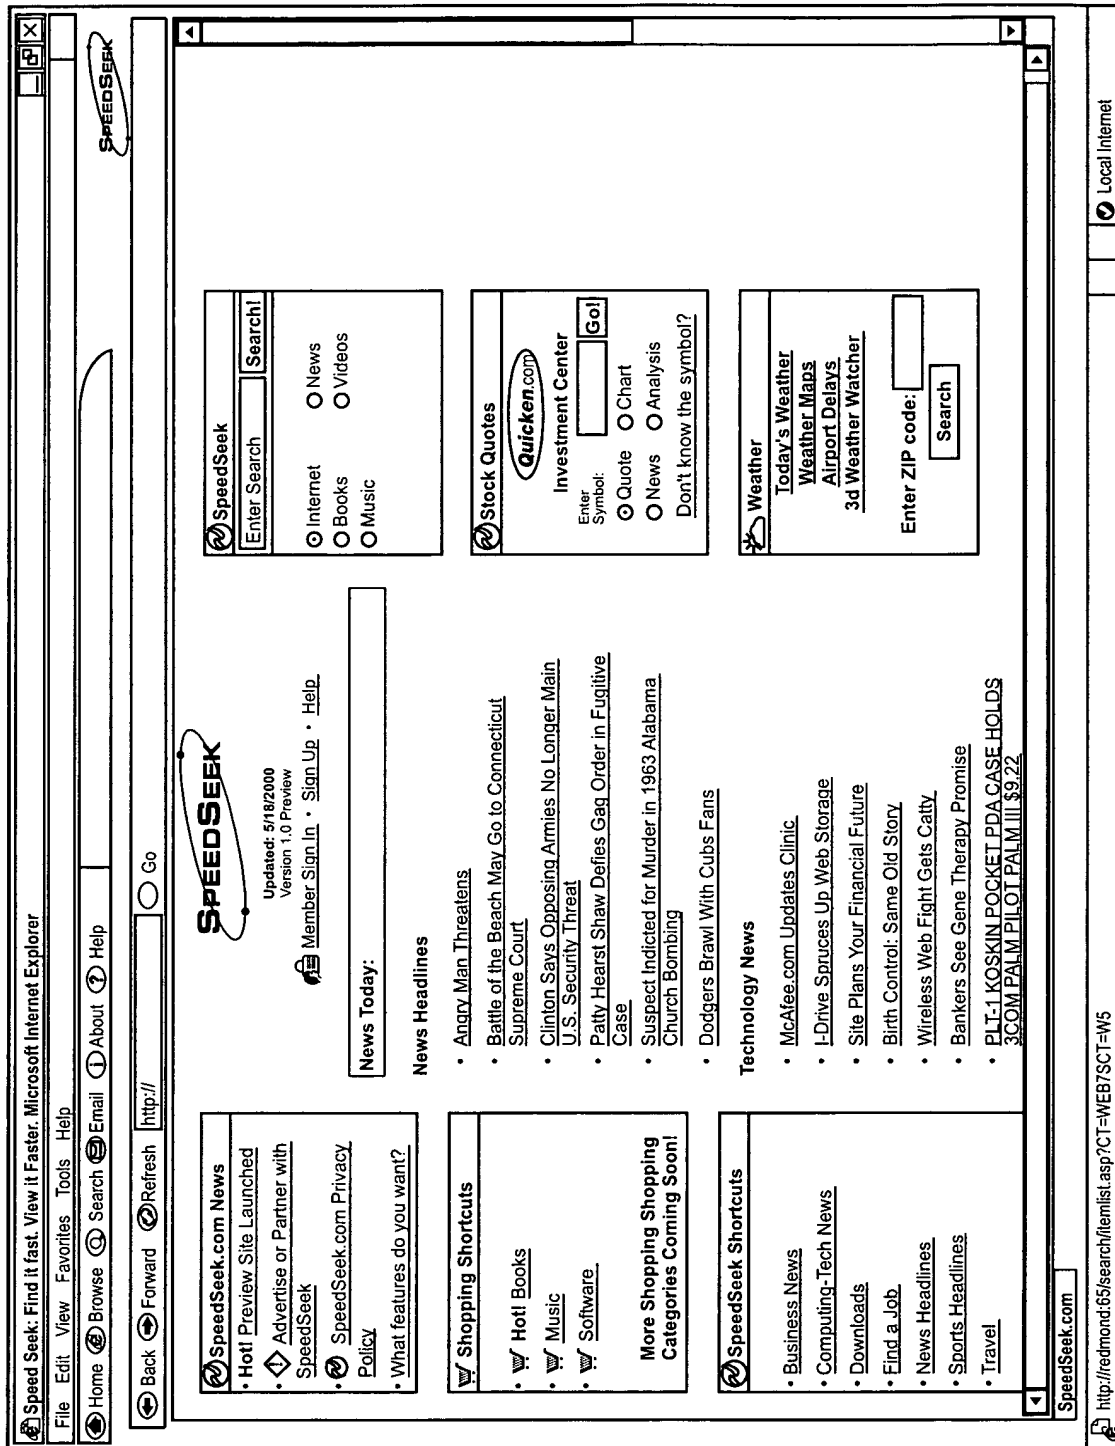 Speed Seek: Find it fast. View it Faster. Microsoft Internet Explorer
File Edit View Favorites Tools Help
Home Browse Search Email About Help
SPEEDSEEK
Back Forward Refresh http:// Go
SpeedSeek.com News
• Hot! Preview Site Launched
• Advertise or Partner with
SpeedSeek
• SpeedSeek.com Privacy
Policy
• What features do you want?
Shopping Shortcuts
• Hot! Books
• Music
• Software
More Shopping Shopping
Categories Coming Soon!
SpeedSeek Shortcuts
• Business News
• Computing-Tech News
• Downloads
• Find a Job
• News Headlines
• Sports Headlines
• Travel
SPEEDSEEK
Updated: 5/18/2000
Version 1.0 Preview
Member Sign In • Sign Up • Help
News Today:
News Headlines
• Angry Man Threatens
• Battle of the Beach May Go to Connecticut
Supreme Court
• Clinton Says Opposing Armies No Longer Main
U.S. Security Threat
• Patty Hearst Shaw Defies Gag Order in Fugitive
Case
• Suspect Indicted for Murder in 1963 Alabama
Church Bombing
• Dodgers Brawl With Cubs Fans
Technology News
• McAfee.com Updates Clinic
• I-Drive Spruces Up Web Storage
• Site Plans Your Financial Future
• Birth Control: Same Old Story
• Wireless Web Fight Gets Catty
• Bankers See Gene Therapy Promise
• PLT-1 KOSKIN POCKET PDA CASE HOLDS
3COM PALM PILOT PALM III $9.22
SpeedSeek
Enter Search Search!
Internet News
Books Videos
Music
Stock Quotes
Quicken.com
Investment Center
Enter
Symbol: Go!
Quote Chart
News Analysis
Don't know the symbol?
Weather
Today's Weather
Weather Maps
Airport Delays
3d Weather Watcher
Enter ZIP code:
Search
SpeedSeek.com
http://redmond:65/search/itemlist.asp?CT=WEB7SCT=W5 Local Internet